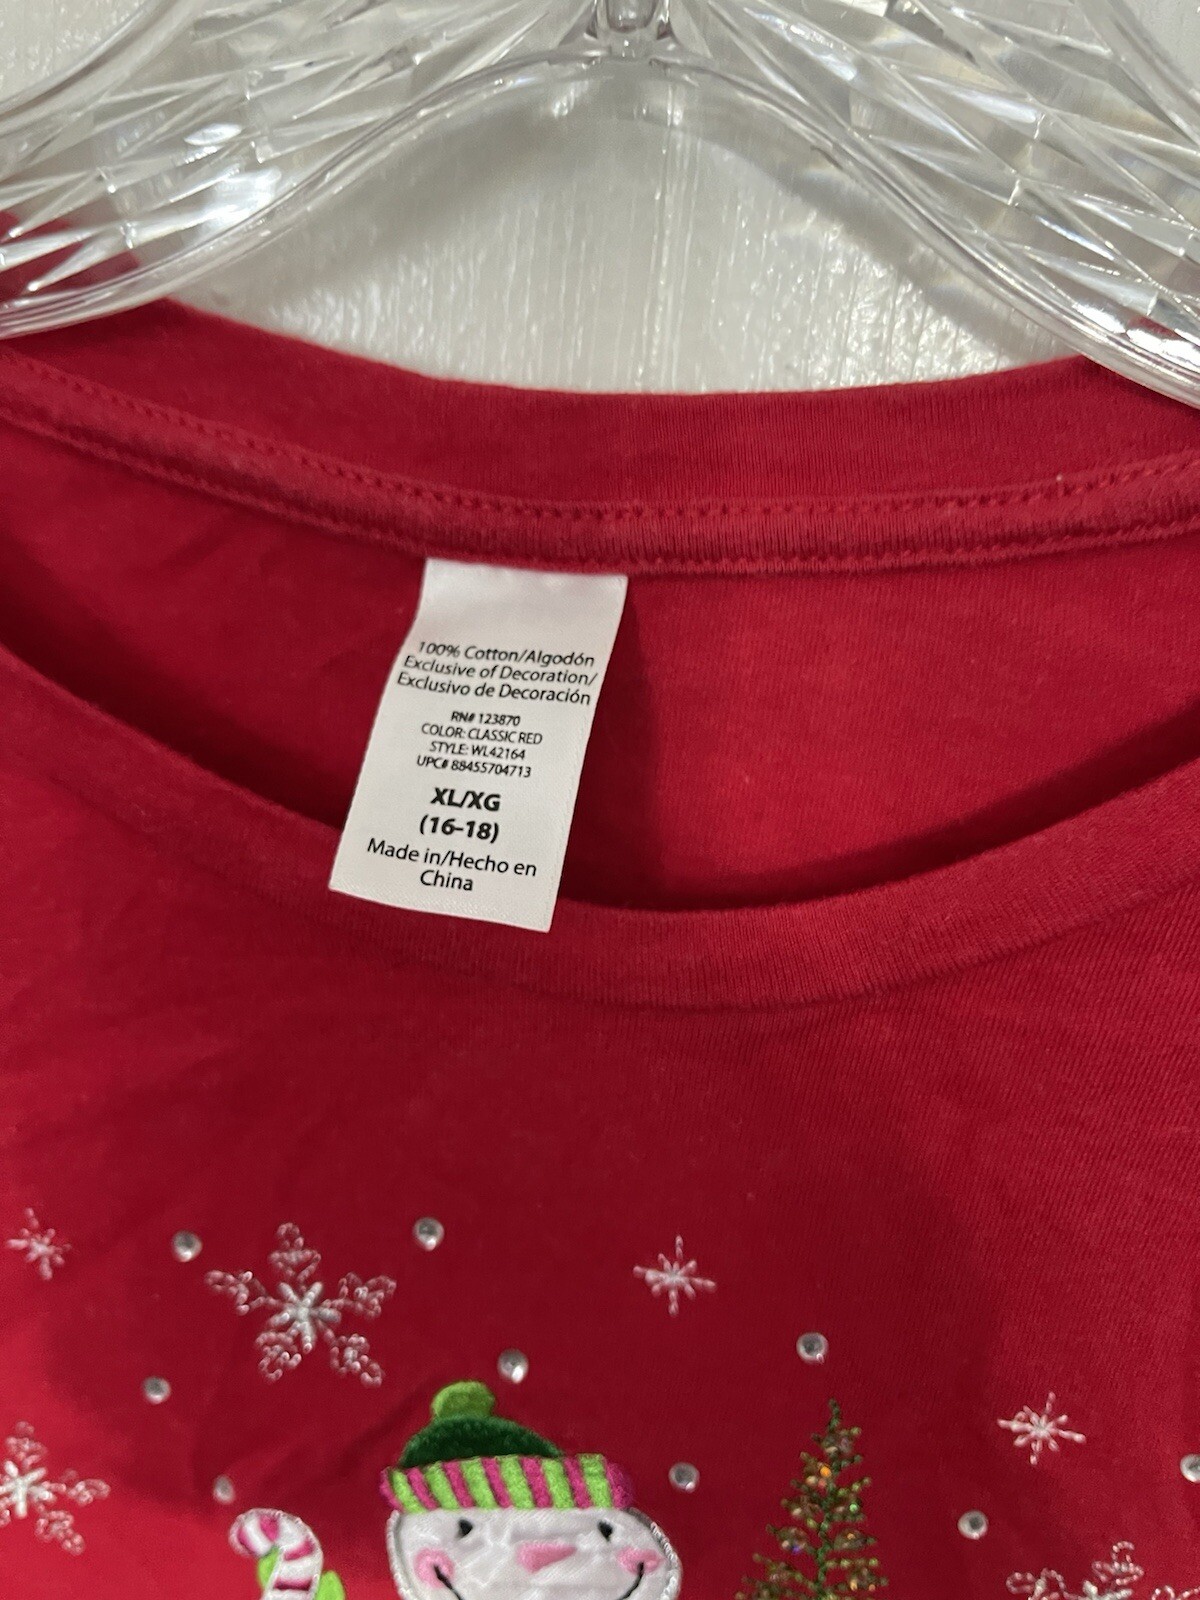 100% Cotton/Algodón
Exclusive of Decoration/
Exclusivo de Decoración
RN# 123870
COLOR: CLASSIC RED
STYLE: WL42164
UPC# 88455704713
XL/XG
(16-18)
Made in/Hecho en
China